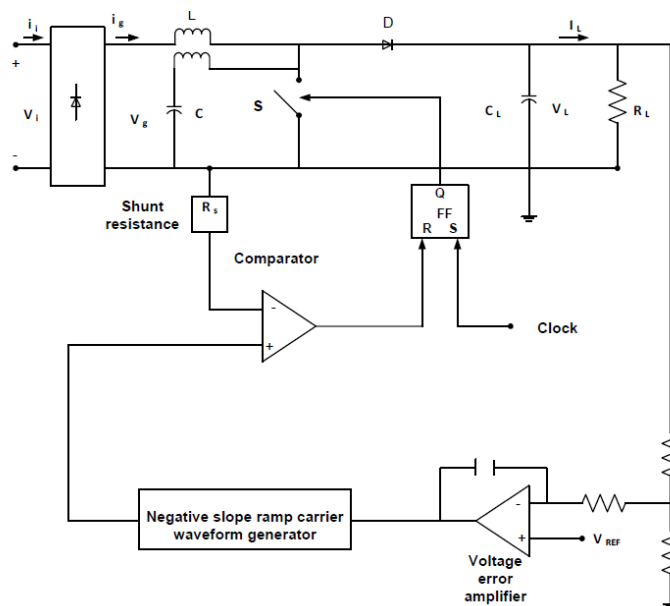 i i
i g
L
D
I L
+
V i
V g
C
S
C L
V L
R L
-
Shunt
resistance
R s
Q
FF
R S
Comparator
-
+
Clock
Negative slope ramp carrier
waveform generator
-
+
V REF
Voltage
error
amplifier